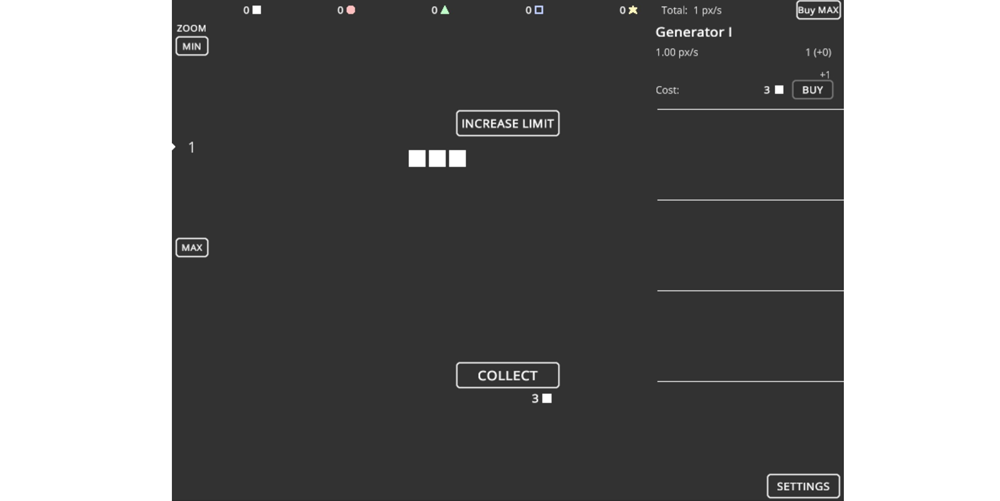 0 0 0 0 0 Total: 1 px/s Buy MAX
ZOOM
MIN
1
MAX
INCREASE LIMIT
COLLECT
3
Generator I
1.00 px/s 1 (+0)
+1
Cost: 3 BUY
SETTINGS